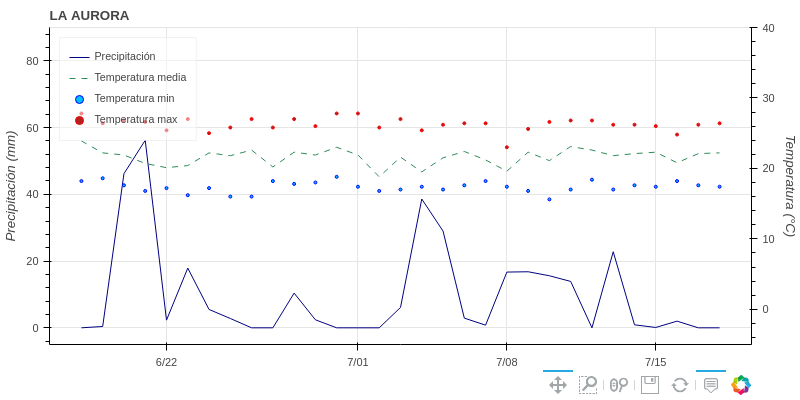 LA AURORA
Precipitación
Temperatura media
Temperatura min
Temperatura max
Precipitación (mm)
80
60
40
20
0
40
30
20
10
0
Temperatura (°C)
6/22
7/01
7/08
7/15